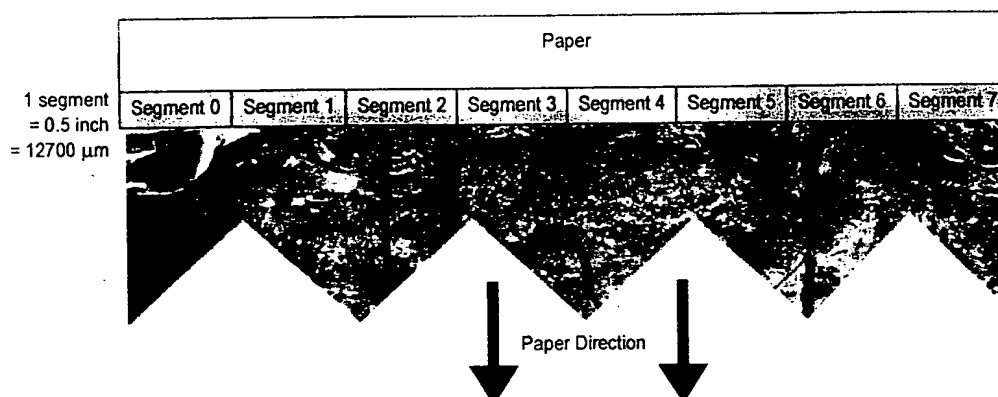 Paper
1 segment
= 0.5 inch
= 12700 µm
Segment 0 Segment 1 Segment 2 Segment 3 Segment 4 Segment 5 Segment 6 Segment 7
Paper Direction